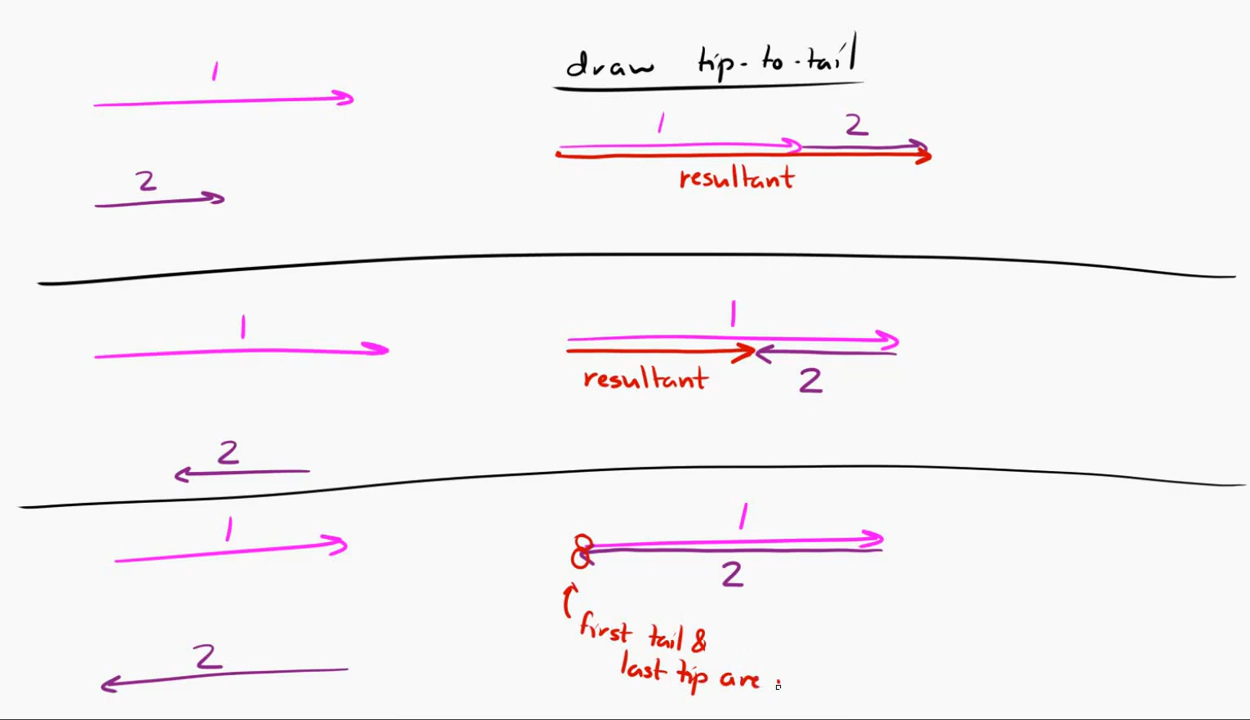 1
draw tip-to-tail
1 2
2
resultant
1
1
resultant 2
2
1
1
2
first tail &
last tip are
2